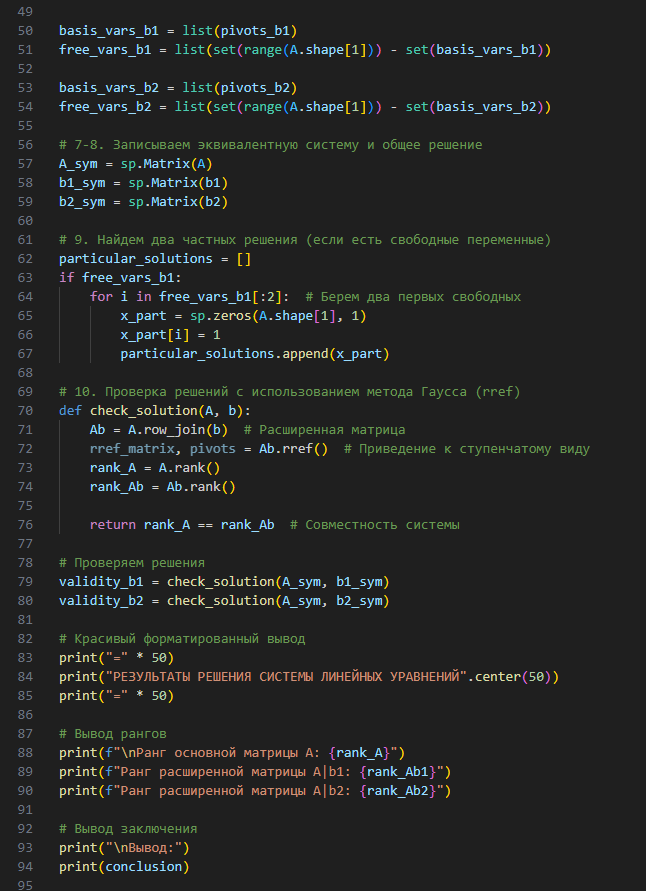 49
50 basis_vars_b1 = list(pivots_b1)
51 free_vars_b1 = list(set(range(A.shape[1])) - set(basis_vars_b1))
52
53 basis_vars_b2 = list(pivots_b2)
54 free_vars_b2 = list(set(range(A.shape[1])) - set(basis_vars_b2))
55
56 # 7-8. Записываем эквивалентную систему и общее решение
57 A_sym = sp.Matrix(A)
58 b1_sym = sp.Matrix(b1)
59 b2_sym = sp.Matrix(b2)
60
61 # 9. Найдем два частных решения (если есть свободные переменные)
62 particular_solutions = []
63 if free_vars_b1:
64     for i in free_vars_b1[:2]:  # Берем два первых свободных
65         x_part = sp.zeros(A.shape[1], 1)
66         x_part[i] = 1
67         particular_solutions.append(x_part)
68
69 # 10. Проверка решений с использованием метода Гаусса (rref)
70 def check_solution(A, b):
71     Ab = A.row_join(b)  # Расширенная матрица
72     rref_matrix, pivots = Ab.rref()  # Приведение к ступенчатому виду
73     rank_A = A.rank()
74     rank_Ab = Ab.rank()
75
76     return rank_A == rank_Ab  # Совместность системы
77
78 # Проверяем решения
79 validity_b1 = check_solution(A_sym, b1_sym)
80 validity_b2 = check_solution(A_sym, b2_sym)
81
82 # Красивый форматированный вывод
83 print("=" * 50)
84 print("РЕЗУЛЬТАТЫ РЕШЕНИЯ СИСТЕМЫ ЛИНЕЙНЫХ УРАВНЕНИЙ".center(50))
85 print("=" * 50)
86
87 # Вывод рангов
88 print(f"\nРанг основной матрицы A: {rank_A}")
89 print(f"Ранг расширенной матрицы A|b1: {rank_Ab1}")
90 print(f"Ранг расширенной матрицы A|b2: {rank_Ab2}")
91
92 # Вывод заключения
93 print("\nВывод:")
94 print(conclusion)
95